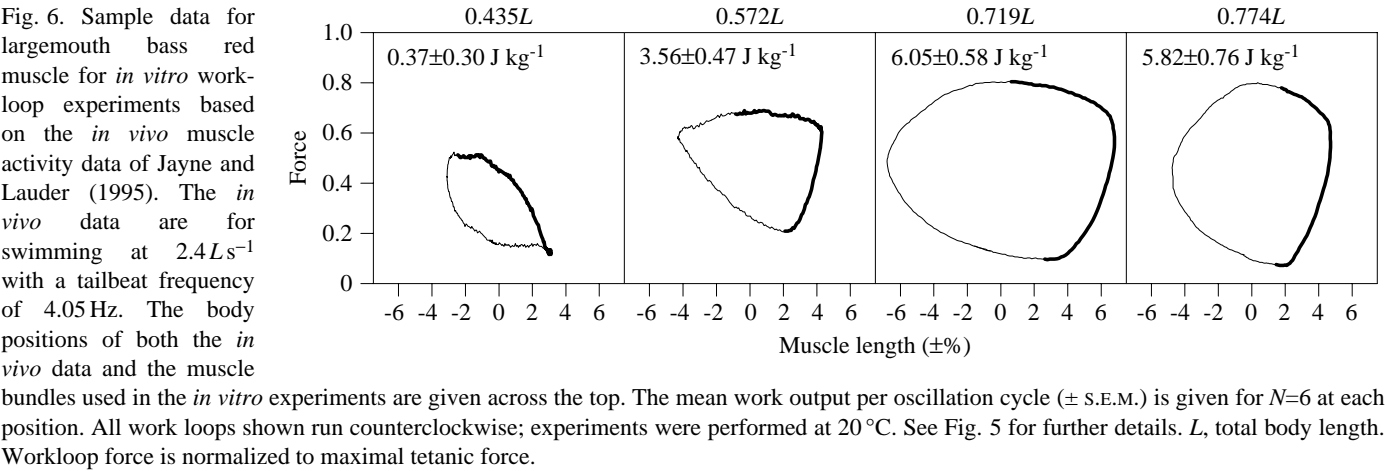 Fig. 6. Sample data for
largemouth bass red
muscle for in vitro work-
loop experiments based
on the in vivo muscle
activity data of Jayne and
Lauder (1995). The in
vivo data are for
swimming at 2.4 L s⁻¹
with a tailbeat frequency
of 4.05 Hz. The body
positions of both the in
vivo data and the muscle
0.435L 0.572L 0.719L 0.774L
0.37±0.30 J kg⁻¹ 3.56±0.47 J kg⁻¹ 6.05±0.58 J kg⁻¹ 5.82±0.76 J kg⁻¹
1.0
0.8
0.6
0.4
0.2
0
Force
-6 -4 -2 0 2 4 6 -6 -4 -2 0 2 4 6 -6 -4 -2 0 2 4 6 -6 -4 -2 0 2 4 6
Muscle length (±%)
bundles used in the in vitro experiments are given across the top. The mean work output per oscillation cycle (± S.E.M.) is given for N=6 at each
position. All work loops shown run counterclockwise; experiments were performed at 20 °C. See Fig. 5 for further details. L, total body length.
Workloop force is normalized to maximal tetanic force.